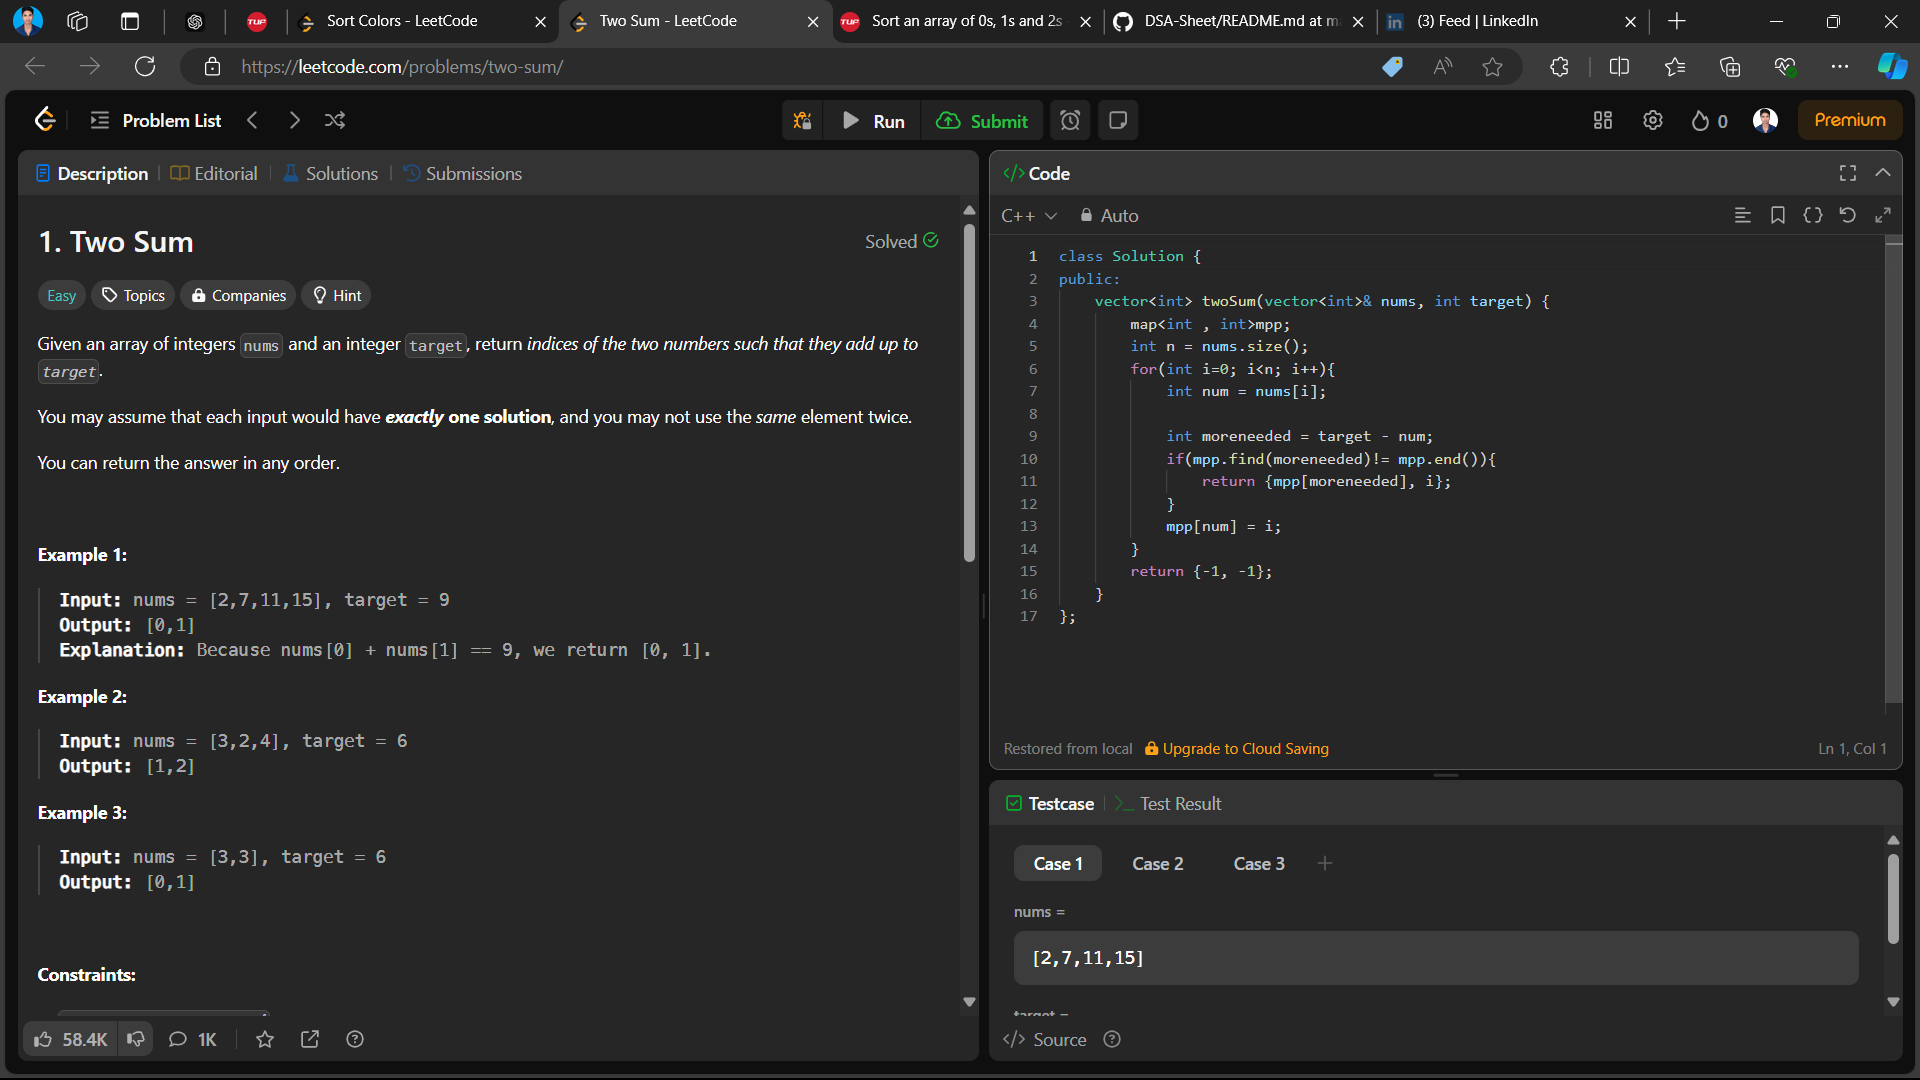 Sort Colors - LeetCode
Two Sum - LeetCode
Sort an array of 0s, 1s and 2s
DSA-Sheet/README.md at m
(3) Feed | LinkedIn
https://leetcode.com/problems/two-sum/
Problem List
Run
Submit
0
Premium
Description
Editorial
Solutions
Submissions
1. Two Sum
Solved
Easy
Topics
Companies
Hint
Given an array of integers nums and an integer target, return indices of the two numbers such that they add up to
target.
You may assume that each input would have exactly one solution, and you may not use the same element twice.
You can return the answer in any order.
Example 1:
Input: nums = [2,7,11,15], target = 9
Output: [0,1]
Explanation: Because nums[0] + nums[1] == 9, we return [0, 1].
Example 2:
Input: nums = [3,2,4], target = 6
Output: [1,2]
Example 3:
Input: nums = [3,3], target = 6
Output: [0,1]
Constraints:
58.4K
1K
</> Code
C++
Auto
1 class Solution {
2 public:
3 vector<int> twoSum(vector<int>& nums, int target) {
4 map<int , int>mpp;
5 int n = nums.size();
6 for(int i=0; i<n; i++){
7 int num = nums[i];
8
9 int moreneeded = target - num;
10 if(mpp.find(moreneeded)!= mpp.end()){
11 return {mpp[moreneeded], i};
12 }
13 mpp[num] = i;
14 }
15 return {-1, -1};
16 }
17 };
Restored from local
Upgrade to Cloud Saving
Ln 1, Col 1
Testcase
Test Result
Case 1
Case 2
Case 3
nums =
[2,7,11,15]
target =
</> Source